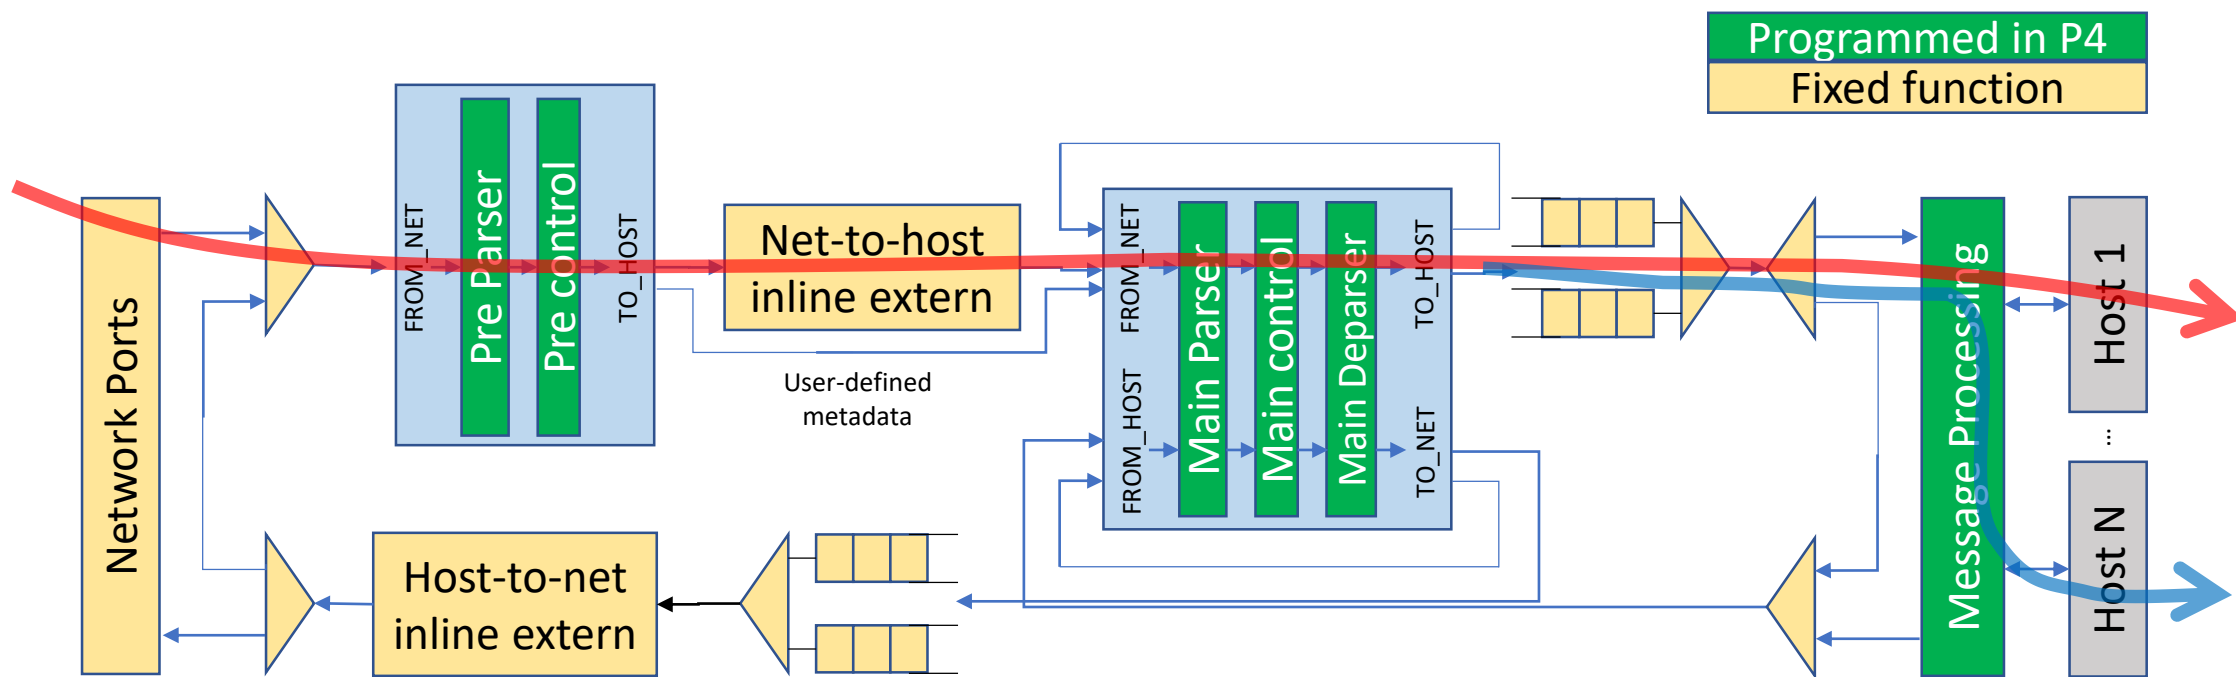 Programmed in P4
Fixed function
Network Ports
FROM_NET
Pre Parser
Pre control
TO_HOST
Net-to-host
inline extern
User-defined
metadata
FROM_NET
FROM_HOST
Main Parser
Main control
Main Deparser
TO_HOST
TO_NET
Message Processing
Host 1
...
Host N
Host-to-net
inline extern